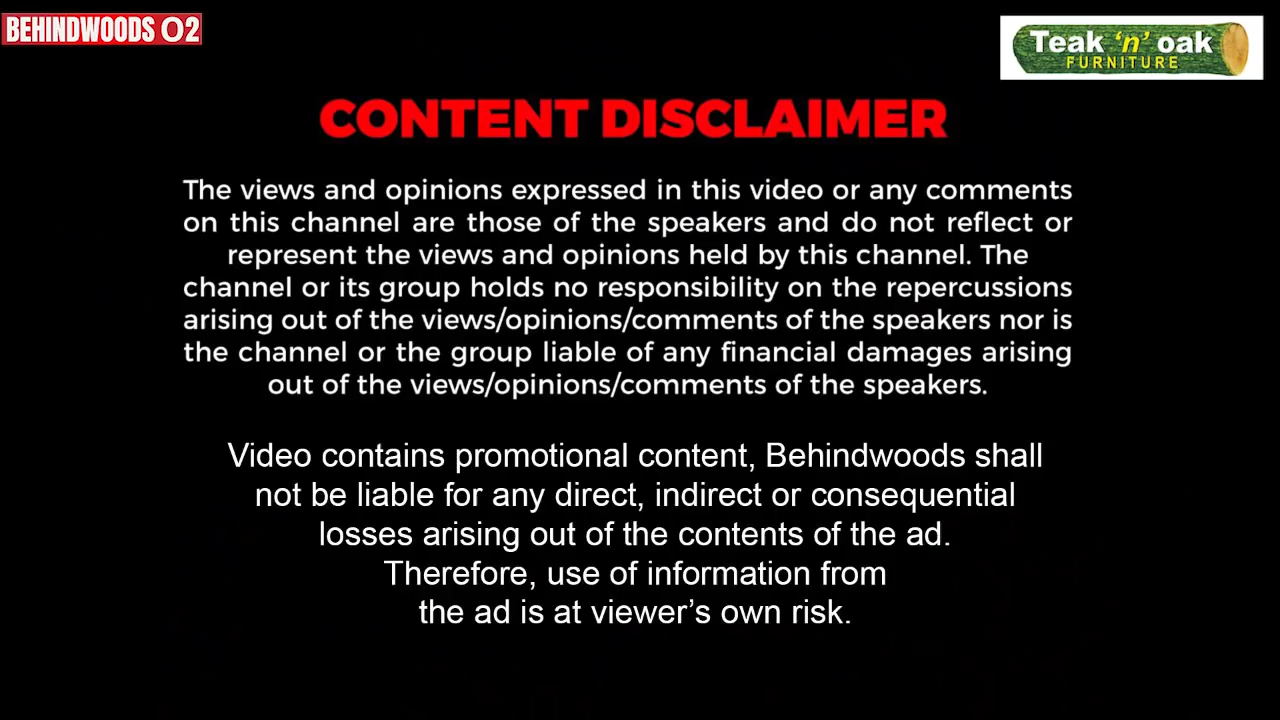 BEHINDWOODS O2
Teak 'n' oak
FURNITURE
CONTENT DISCLAIMER
The views and opinions expressed in this video or any comments
on this channel are those of the speakers and do not reflect or
represent the views and opinions held by this channel. The
channel or its group holds no responsibility on the repercussions
arising out of the views/opinions/comments of the speakers nor is
the channel or the group liable of any financial damages arising
out of the views/opinions/comments of the speakers.
Video contains promotional content, Behindwoods shall
not be liable for any direct, indirect or consequential
losses arising out of the contents of the ad.
Therefore, use of information from
the ad is at viewer’s own risk.